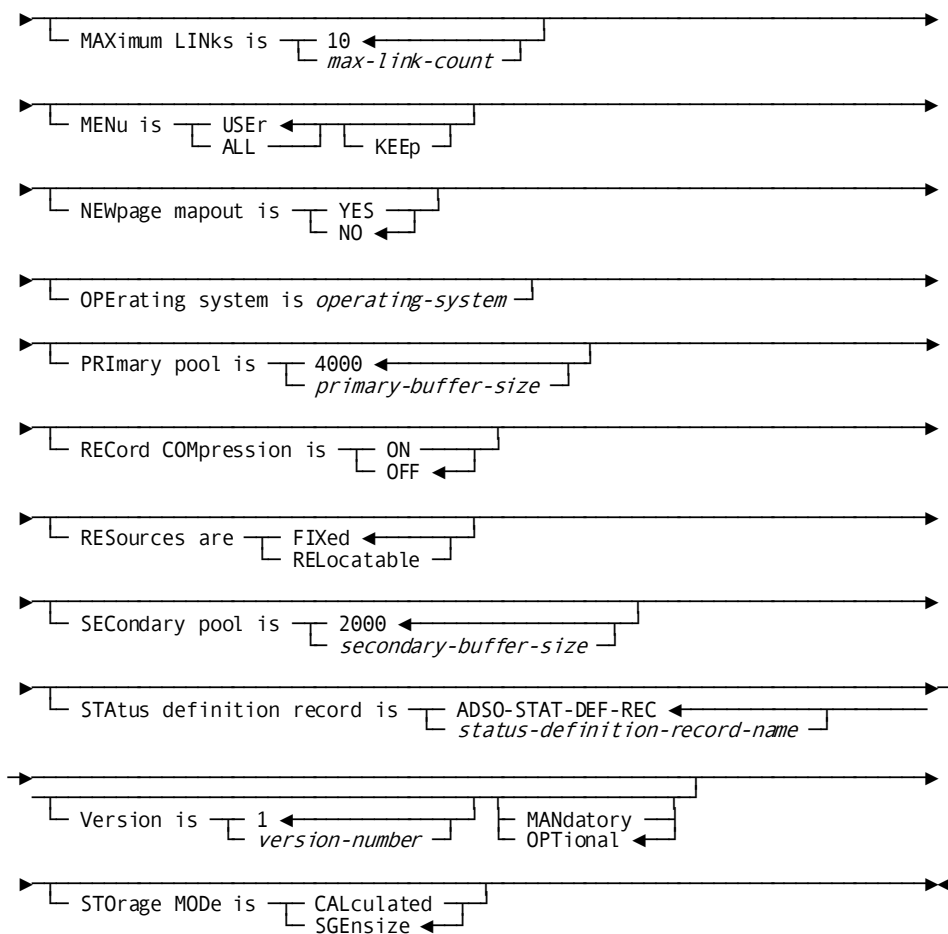 MAXimum LINks is 10
max-link-count
MENu is USEr
ALL KEEp
NEWpage mapout is YES
NO
OPErating system is operating-system
PRImary pool is 4000
primary-buffer-size
RECord COMpression is ON
OFF
RESources are FIXed
RELocatable
SECondary pool is 2000
secondary-buffer-size
STAtus definition record is ADSO-STAT-DEF-REC
status-definition-record-name
Version is 1 MANdatory
version-number OPTional
STOrage MODe is CALculated
SGEnsize